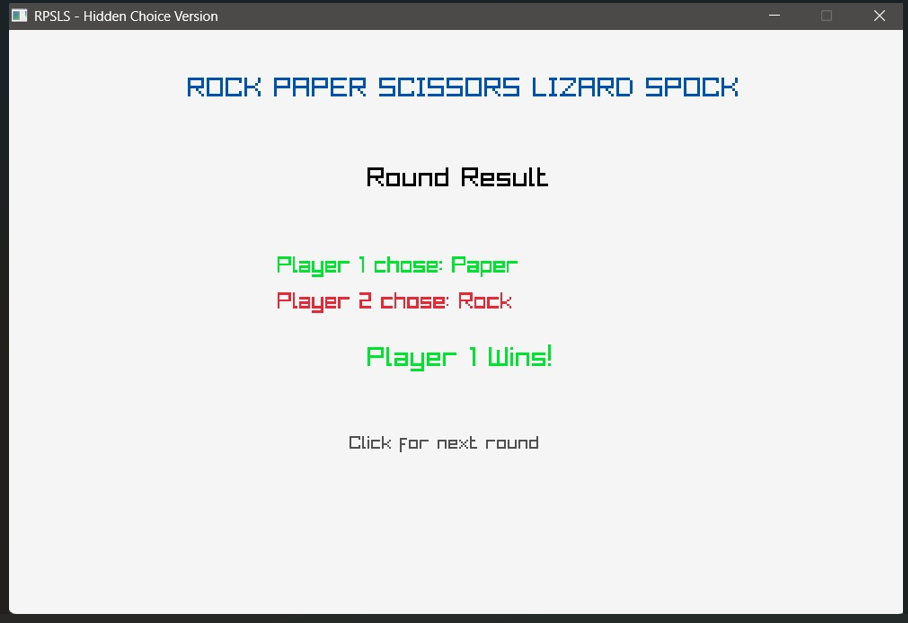 RPSLS - Hidden Choice Version
ROCK PAPER SCISSORS LIZARD SPOCK
Round Result
Player 1 chose: Paper
Player 2 chose: Rock
Player 1 Wins!
Click for next round